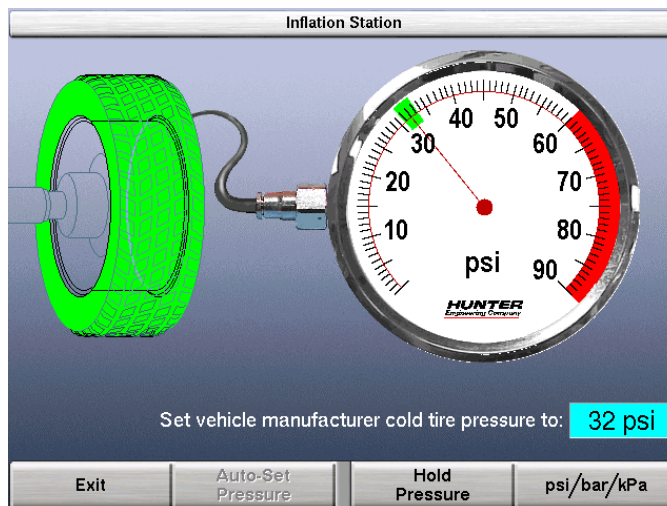 Inflation Station
10
20
30
40
50
60
70
80
90
psi
HUNTER
Engineering Company
Set vehicle manufacturer cold tire pressure to: 32 psi
Exit
Auto-Set
Pressure
Hold
Pressure
psi/bar/kPa